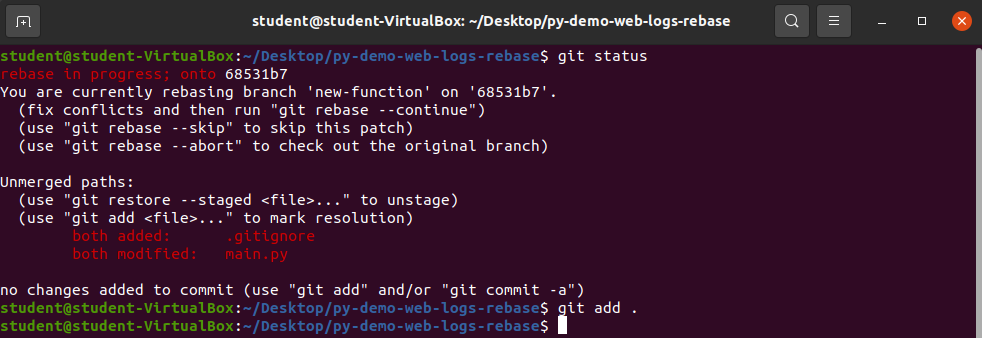 student@student-VirtualBox: ~/Desktop/py-demo-web-logs-rebase
student@student-VirtualBox:~/Desktop/py-demo-web-logs-rebase$ git status
rebase in progress; onto 68531b7
You are currently rebasing branch 'new-function' on '68531b7'.
  (fix conflicts and then run "git rebase --continue")
  (use "git rebase --skip" to skip this patch)
  (use "git rebase --abort" to check out the original branch)

Unmerged paths:
  (use "git restore --staged <file>..." to unstage)
  (use "git add <file>..." to mark resolution)
        both added:      .gitignore
        both modified:   main.py

no changes added to commit (use "git add" and/or "git commit -a")
student@student-VirtualBox:~/Desktop/py-demo-web-logs-rebase$ git add .
student@student-VirtualBox:~/Desktop/py-demo-web-logs-rebase$